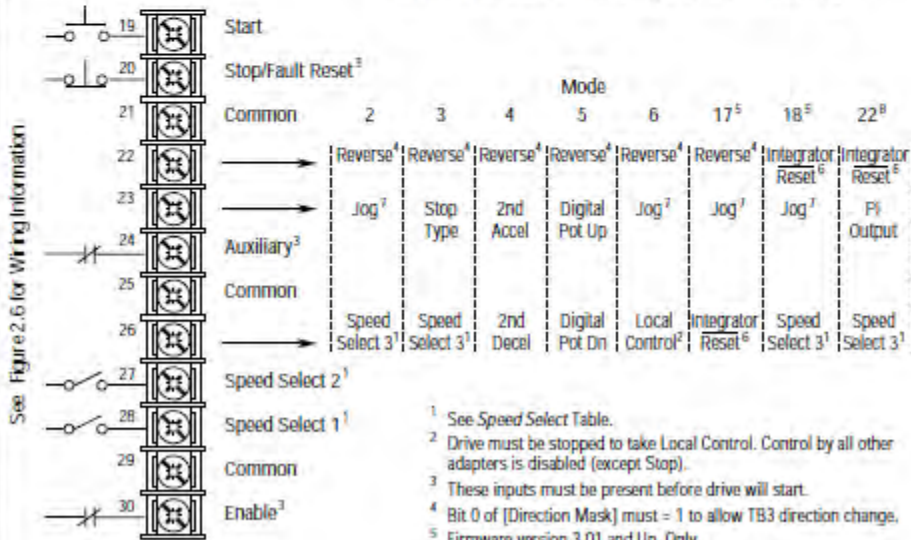 See Figure 2.6 for Wiring Information
19 Start
20 Stop/Fault Reset³
Mode
21 Common 2 3 4 5 6 17⁵ 18⁵ 22⁸
22 Reverse⁴ Reverse⁴ Reverse⁴ Reverse⁴ Reverse⁴ Reverse⁴ Integrator Integrator
Reset⁶ Reset⁶
23 Jog⁷ Stop 2nd Digital Jog⁷ Jog⁷ Jog⁷ PI
Type Accel Pot Up Output
24 Auxiliary³
25 Common
26 Speed Speed 2nd Digital Local Integrator Speed Speed
Select 3¹ Select 3¹ Decel Pot Dn Control² Reset⁶ Select 3¹ Select 3¹
27 Speed Select 2¹
28 Speed Select 1¹
29 Common
30 Enable³
¹ See Speed Select Table.
² Drive must be stopped to take Local Control. Control by all other
adapters is disabled (except Stop).
³ These inputs must be present before drive will start.
⁴ Bit 0 of [Direction Mask] must = 1 to allow TB3 direction change.
⁵ Firmware version 3.01 and Up Only